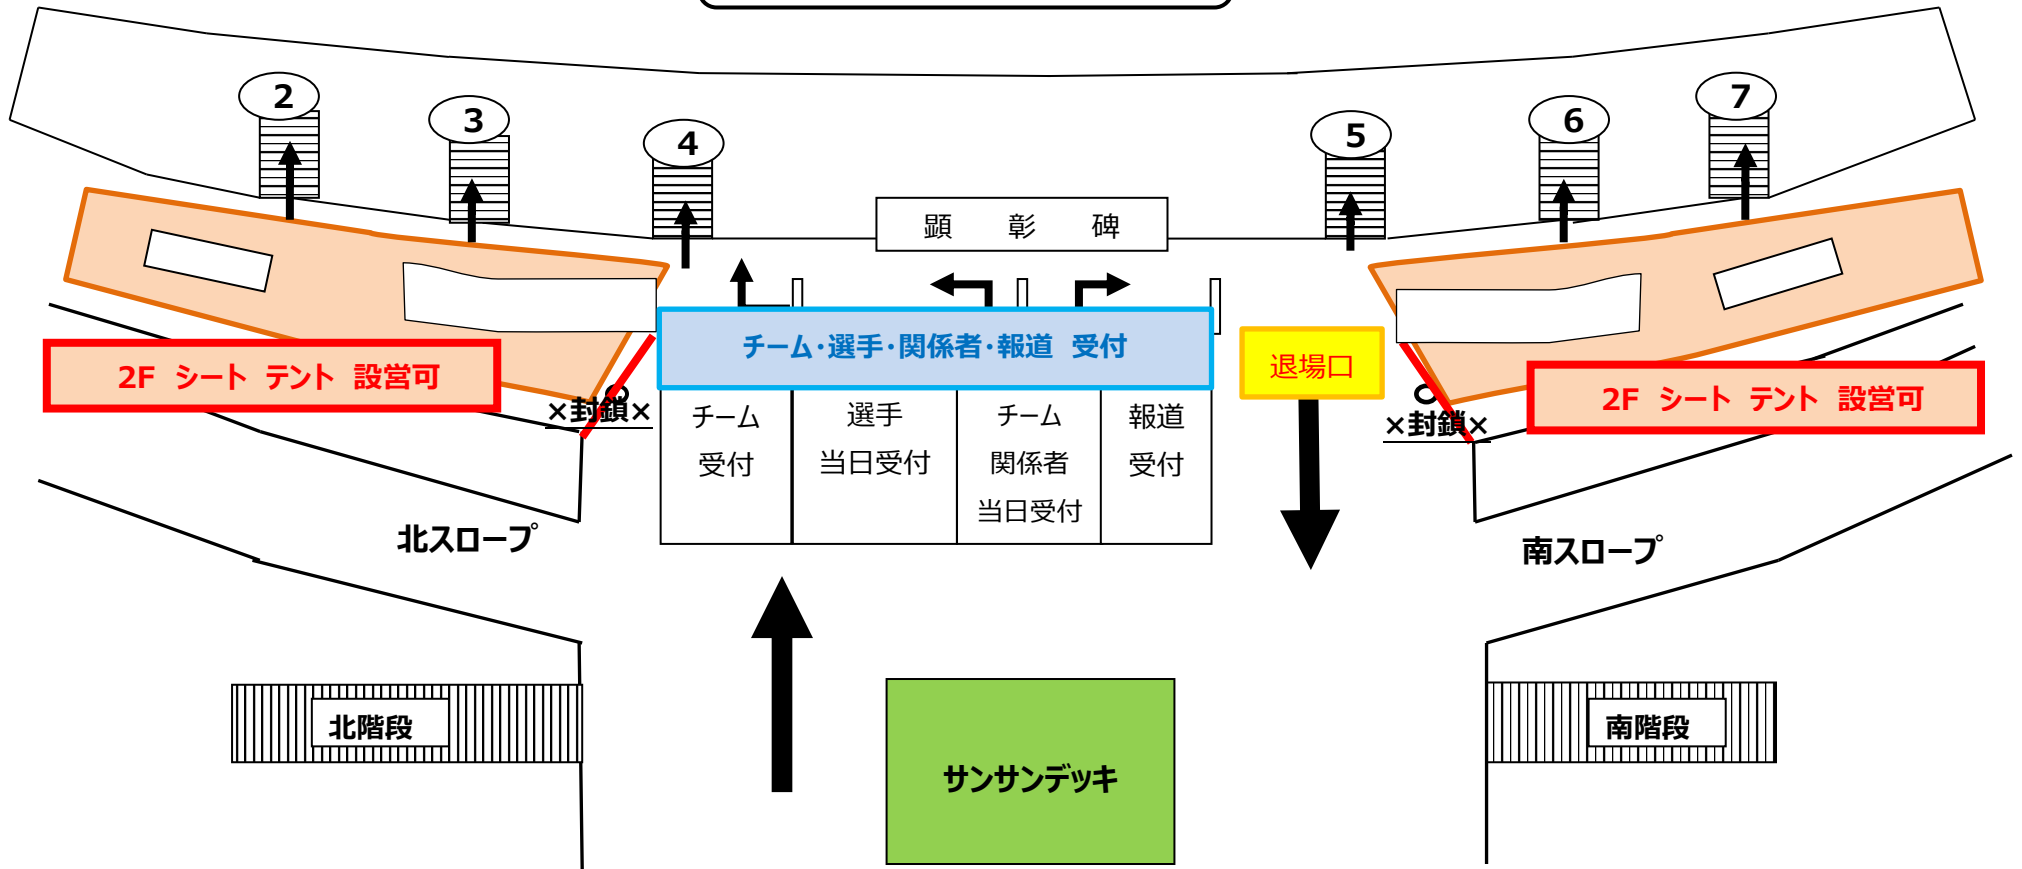 2
3
4
5
6
7
顕 彰 碑
チーム・選手・関係者・報道 受付
退場口
2F シート テント 設営可
2F シート テント 設営可
×封鎖×
×封鎖×
チーム
受付
選手
当日受付
チーム
関係者
当日受付
報道
受付
北スロープ
南スロープ
北階段
南階段
サンサンデッキ